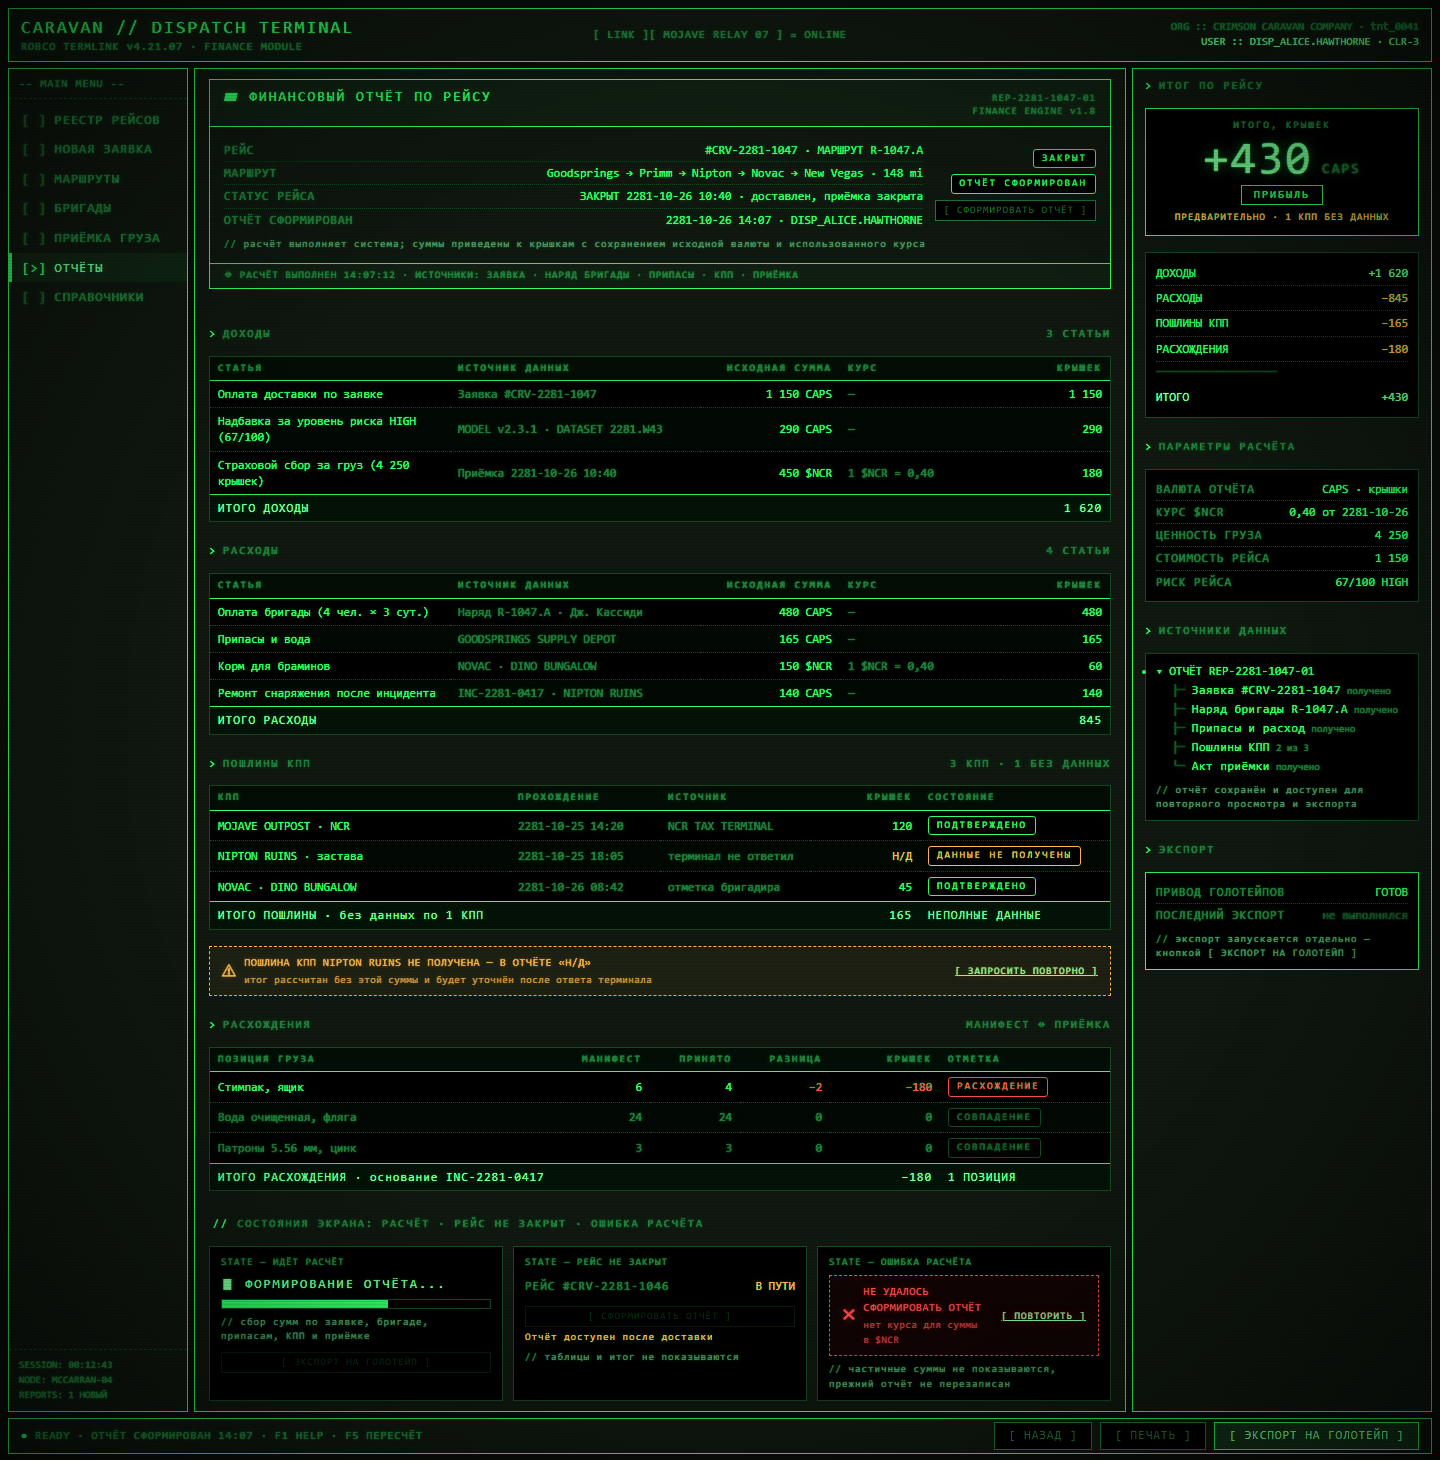 CARAVAN // DISPATCH TERMINAL
ROBCO TERMLINK v4.21.07 · FINANCE MODULE
[ LINK ][ MOJAVE RELAY 07 ] = ONLINE
ORG :: CRIMSON CARAVAN COMPANY · tnt_0041
USER :: DISP_ALICE.HAWTHORNE · CLR-3
-- MAIN MENU --
[ ] РЕЕСТР РЕЙСОВ
[ ] НОВАЯ ЗАЯВКА
[ ] МАРШРУТЫ
[ ] БРИГАДЫ
[ ] ПРИЁМКА ГРУЗА
[>] ОТЧЁТЫ
[ ] СПРАВОЧНИКИ
SESSION: 00:12:43
NODE: MCCARRAN-04
REPORTS: 1 НОВЫЙ
ФИНАНСОВЫЙ ОТЧЁТ ПО РЕЙСУ
REP-2281-1047-01
FINANCE ENGINE v1.8
РЕЙС #CRV-2281-1047 · МАРШРУТ R-1047.A
МАРШРУТ Goodsprings → Primm → Nipton → Novac → New Vegas · 148 mi
СТАТУС РЕЙСА ЗАКРЫТ 2281-10-26 10:40 · доставлен, приёмка закрыта
ОТЧЁТ СФОРМИРОВАН 2281-10-26 14:07 · DISP_ALICE.HAWTHORNE
ЗАКРЫТ
ОТЧЁТ СФОРМИРОВАН
[ СФОРМИРОВАТЬ ОТЧЁТ ]
// расчёт выполняет система; суммы приведены к крышкам с сохранением исходной валюты и использованного курса
РАСЧЁТ ВЫПОЛНЕН 14:07:12 · ИСТОЧНИКИ: ЗАЯВКА · НАРЯД БРИГАДЫ · ПРИПАСЫ · КПП · ПРИЁМКА
> ДОХОДЫ 3 СТАТЬИ
СТАТЬЯ ИСТОЧНИК ДАННЫХ ИСХОДНАЯ СУММА КУРС КРЫШЕК
Оплата доставки по заявке Заявка #CRV-2281-1047 1 150 CAPS — 1 150
Надбавка за уровень риска HIGH (67/100) MODEL v2.3.1 · DATASET 2281.W43 290 CAPS — 290
Страховой сбор за груз (4 250 крышек) Приёмка 2281-10-26 10:40 450 $NCR 1 $NCR = 0,40 180
ИТОГО ДОХОДЫ 1 620
> РАСХОДЫ 4 СТАТЬИ
СТАТЬЯ ИСТОЧНИК ДАННЫХ ИСХОДНАЯ СУММА КУРС КРЫШЕК
Оплата бригады (4 чел. × 3 сут.) Наряд R-1047.A · Дж. Кассиди 480 CAPS — 480
Припасы и вода GOODSPRINGS SUPPLY DEPOT 165 CAPS — 165
Корм для браминов NOVAC · DINO BUNGALOW 150 $NCR 1 $NCR = 0,40 60
Ремонт снаряжения после инцидента INC-2281-0417 · NIPTON RUINS 140 CAPS — 140
ИТОГО РАСХОДЫ 845
> ПОШЛИНЫ КПП 3 КПП · 1 БЕЗ ДАННЫХ
КПП ПРОХОЖДЕНИЕ ИСТОЧНИК КРЫШЕК СОСТОЯНИЕ
MOJAVE OUTPOST · NCR 2281-10-25 14:20 NCR TAX TERMINAL 120 ПОДТВЕРЖДЕНО
NIPTON RUINS · застава 2281-10-25 18:05 терминал не ответил Н/Д ДАННЫЕ НЕ ПОЛУЧЕНЫ
NOVAC · DINO BUNGALOW 2281-10-26 08:42 отметка бригадира 45 ПОДТВЕРЖДЕНО
ИТОГО ПОШЛИНЫ · без данных по 1 КПП 165 НЕПОЛНЫЕ ДАННЫЕ
ПОШЛИНА КПП NIPTON RUINS НЕ ПОЛУЧЕНА — В ОТЧЁТЕ «Н/Д»
итог рассчитан без этой суммы и будет уточнён после ответа терминала
[ ЗАПРОСИТЬ ПОВТОРНО ]
> РАСХОЖДЕНИЯ МАНИФЕСТ ⇔ ПРИЁМКА
ПОЗИЦИЯ ГРУЗА МАНИФЕСТ ПРИНЯТО РАЗНИЦА КРЫШЕК ОТМЕТКА
Стимпак, ящик 6 4 −2 −180 РАСХОЖДЕНИЕ
Вода очищенная, фляга 24 24 0 0 СОВПАДЕНИЕ
Патроны 5.56 мм, цинк 3 3 0 0 СОВПАДЕНИЕ
ИТОГО РАСХОЖДЕНИЯ · основание INC-2281-0417 −180 1 ПОЗИЦИЯ
// СОСТОЯНИЯ ЭКРАНА: РАСЧЁТ · РЕЙС НЕ ЗАКРЫТ · ОШИБКА РАСЧЁТА
STATE — ИДЁТ РАСЧЁТ
ФОРМИРОВАНИЕ ОТЧЁТА...
// сбор сумм по заявке, бригаде,
припасам, КПП и приёмке
[ ЭКСПОРТ НА ГОЛОТЕЙП ]
STATE — РЕЙС НЕ ЗАКРЫТ
РЕЙС #CRV-2281-1046 В ПУТИ
[ СФОРМИРОВАТЬ ОТЧЁТ ]
Отчёт доступен после доставки
// таблицы и итог не показываются
STATE — ОШИБКА РАСЧЁТА
НЕ УДАЛОСЬ
СФОРМИРОВАТЬ ОТЧЁТ
нет курса для суммы
в $NCR
[ ПОВТОРИТЬ ]
// частичные суммы не показываются,
прежний отчёт не перезаписан
> ИТОГ ПО РЕЙСУ
ИТОГО, КРЫШЕК
+430 CAPS
ПРИБЫЛЬ
ПРЕДВАРИТЕЛЬНО · 1 КПП БЕЗ ДАННЫХ
ДОХОДЫ +1 620
РАСХОДЫ −845
ПОШЛИНЫ КПП −165
РАСХОЖДЕНИЯ −180
ИТОГО +430
> ПАРАМЕТРЫ РАСЧЁТА
ВАЛЮТА ОТЧЁТА CAPS · крышки
КУРС $NCR 0,40 от 2281-10-26
ЦЕННОСТЬ ГРУЗА 4 250
СТОИМОСТЬ РЕЙСА 1 150
РИСК РЕЙСА 67/100 HIGH
> ИСТОЧНИКИ ДАННЫХ
▾ ОТЧЁТ REP-2281-1047-01
├─ Заявка #CRV-2281-1047 получено
├─ Наряд бригады R-1047.A получено
├─ Припасы и расход получено
├─ Пошлины КПП 2 из 3
└─ Акт приёмки получено
// отчёт сохранён и доступен для
повторного просмотра и экспорта
> ЭКСПОРТ
ПРИВОД ГОЛОТЕЙПОВ ГОТОВ
ПОСЛЕДНИЙ ЭКСПОРТ не выполнялся
// экспорт запускается отдельно —
кнопкой [ ЭКСПОРТ НА ГОЛОТЕЙП ]
● READY · ОТЧЁТ СФОРМИРОВАН 14:07 · F1 HELP · F5 ПЕРЕСЧЁТ
[ НАЗАД ]
[ ПЕЧАТЬ ]
[ ЭКСПОРТ НА ГОЛОТЕЙП ]